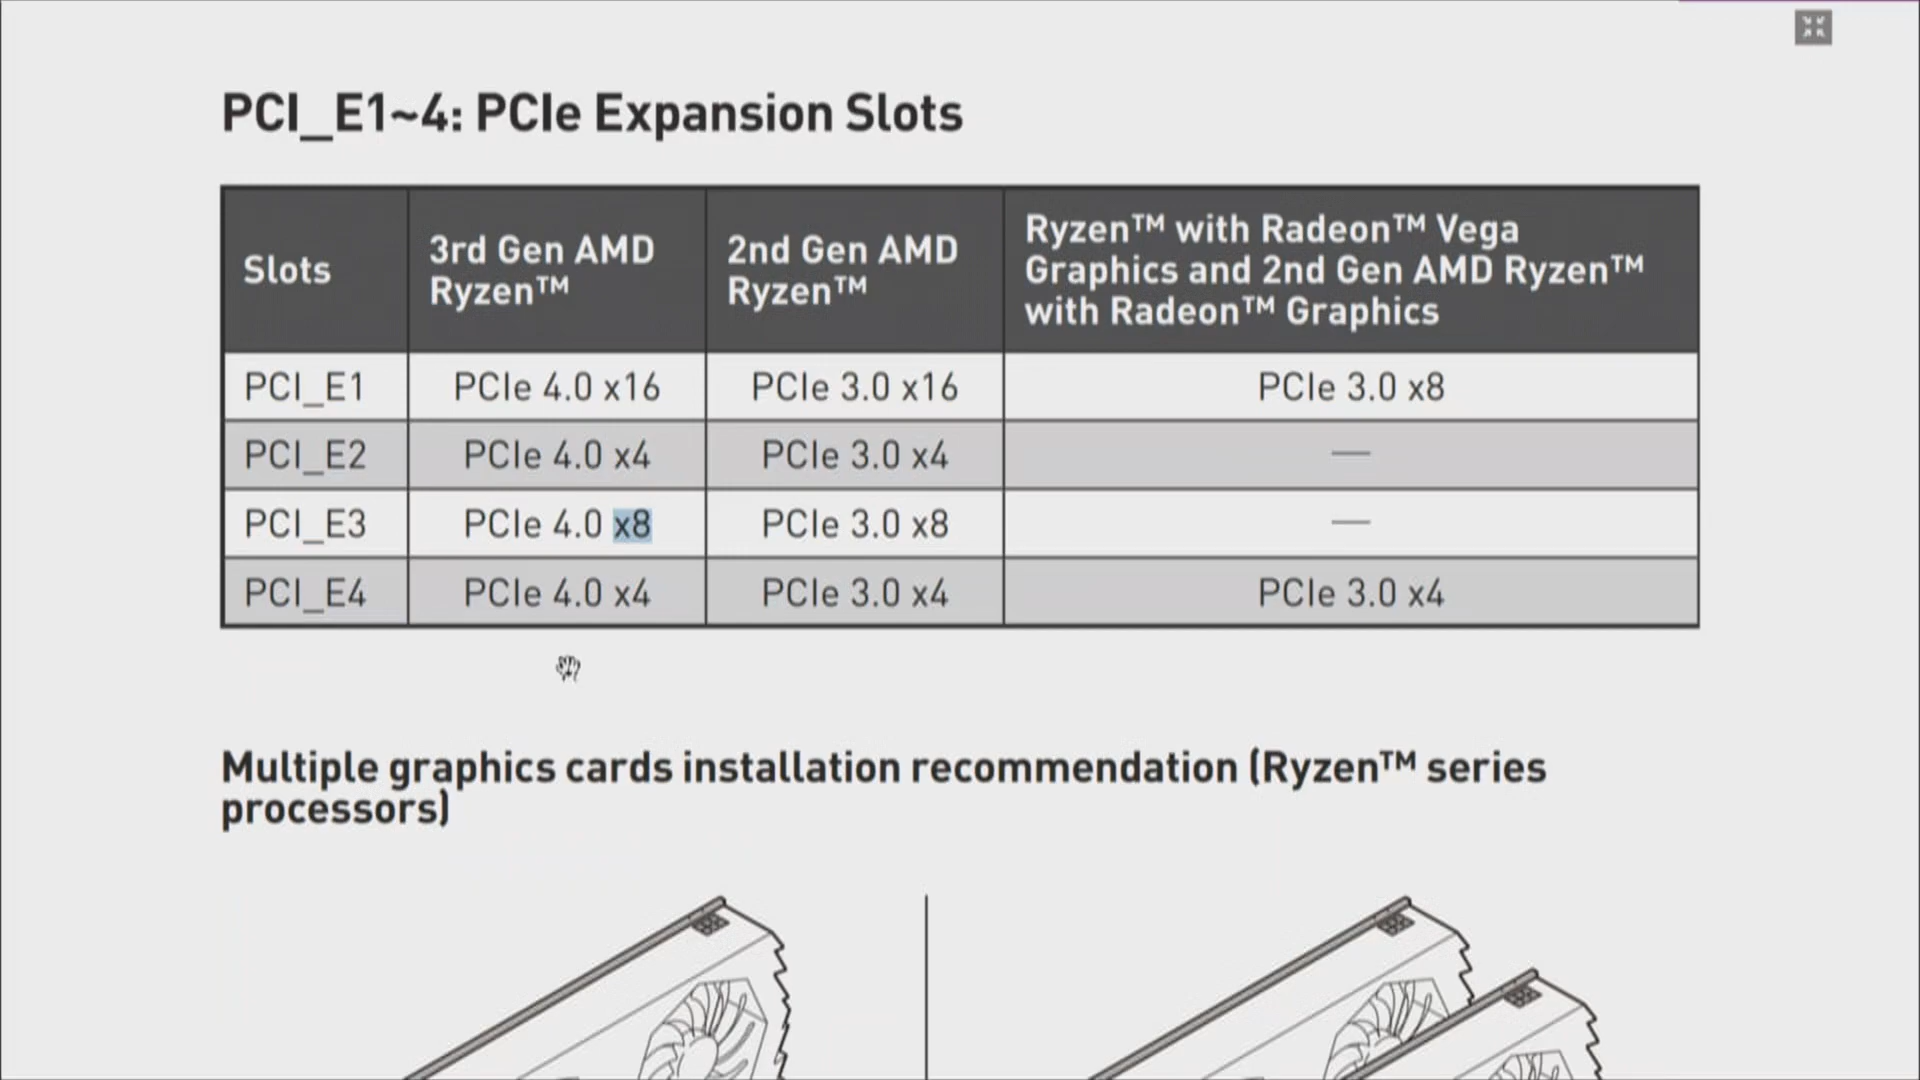 PCI_E1~4: PCIe Expansion Slots
Slots
3rd Gen AMD
Ryzen™
2nd Gen AMD
Ryzen™
Ryzen™ with Radeon™ Vega
Graphics and 2nd Gen AMD Ryzen™
with Radeon™ Graphics
PCI_E1 PCIe 4.0 x16 PCIe 3.0 x16 PCIe 3.0 x8
PCI_E2 PCIe 4.0 x4 PCIe 3.0 x4 —
PCI_E3 PCIe 4.0 x8 PCIe 3.0 x8 —
PCI_E4 PCIe 4.0 x4 PCIe 3.0 x4 PCIe 3.0 x4
Multiple graphics cards installation recommendation (Ryzen™ series
processors)